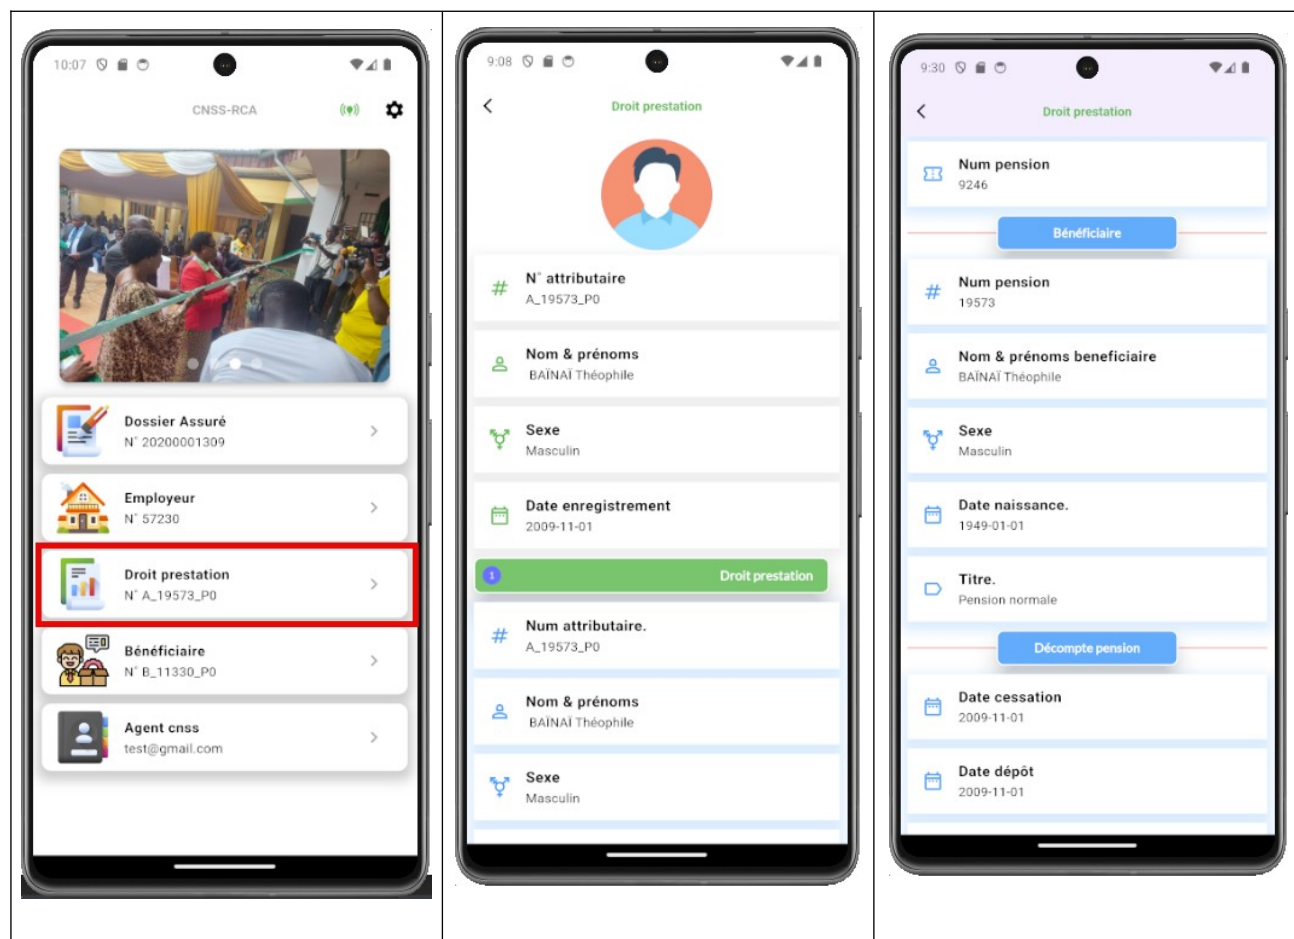 10:07
CNSS-RCA
Dossier Assuré
N° 20200001309
Employeur
N° 57230
Droit prestation
N° A_19573_P0
Bénéficiaire
N° B_11330_P0
Agent cnss
test@gmail.com
9:08
Droit prestation
N° attributaire
A_19573_P0
Nom & prénoms
BAÏNAÏ Théophile
Sexe
Masculin
Date enregistrement
2009-11-01
1 Droit prestation
Num attributaire.
A_19573_P0
Nom & prénoms
BAÏNAÏ Théophile
Sexe
Masculin
9:30
Droit prestation
Num pension
9246
Bénéficiaire
Num pension
19573
Nom & prénoms beneficiaire
BAÏNAÏ Théophile
Sexe
Masculin
Date naissance.
1949-01-01
Titre.
Pension normale
Décompte pension
Date cessation
2009-11-01
Date dépôt
2009-11-01